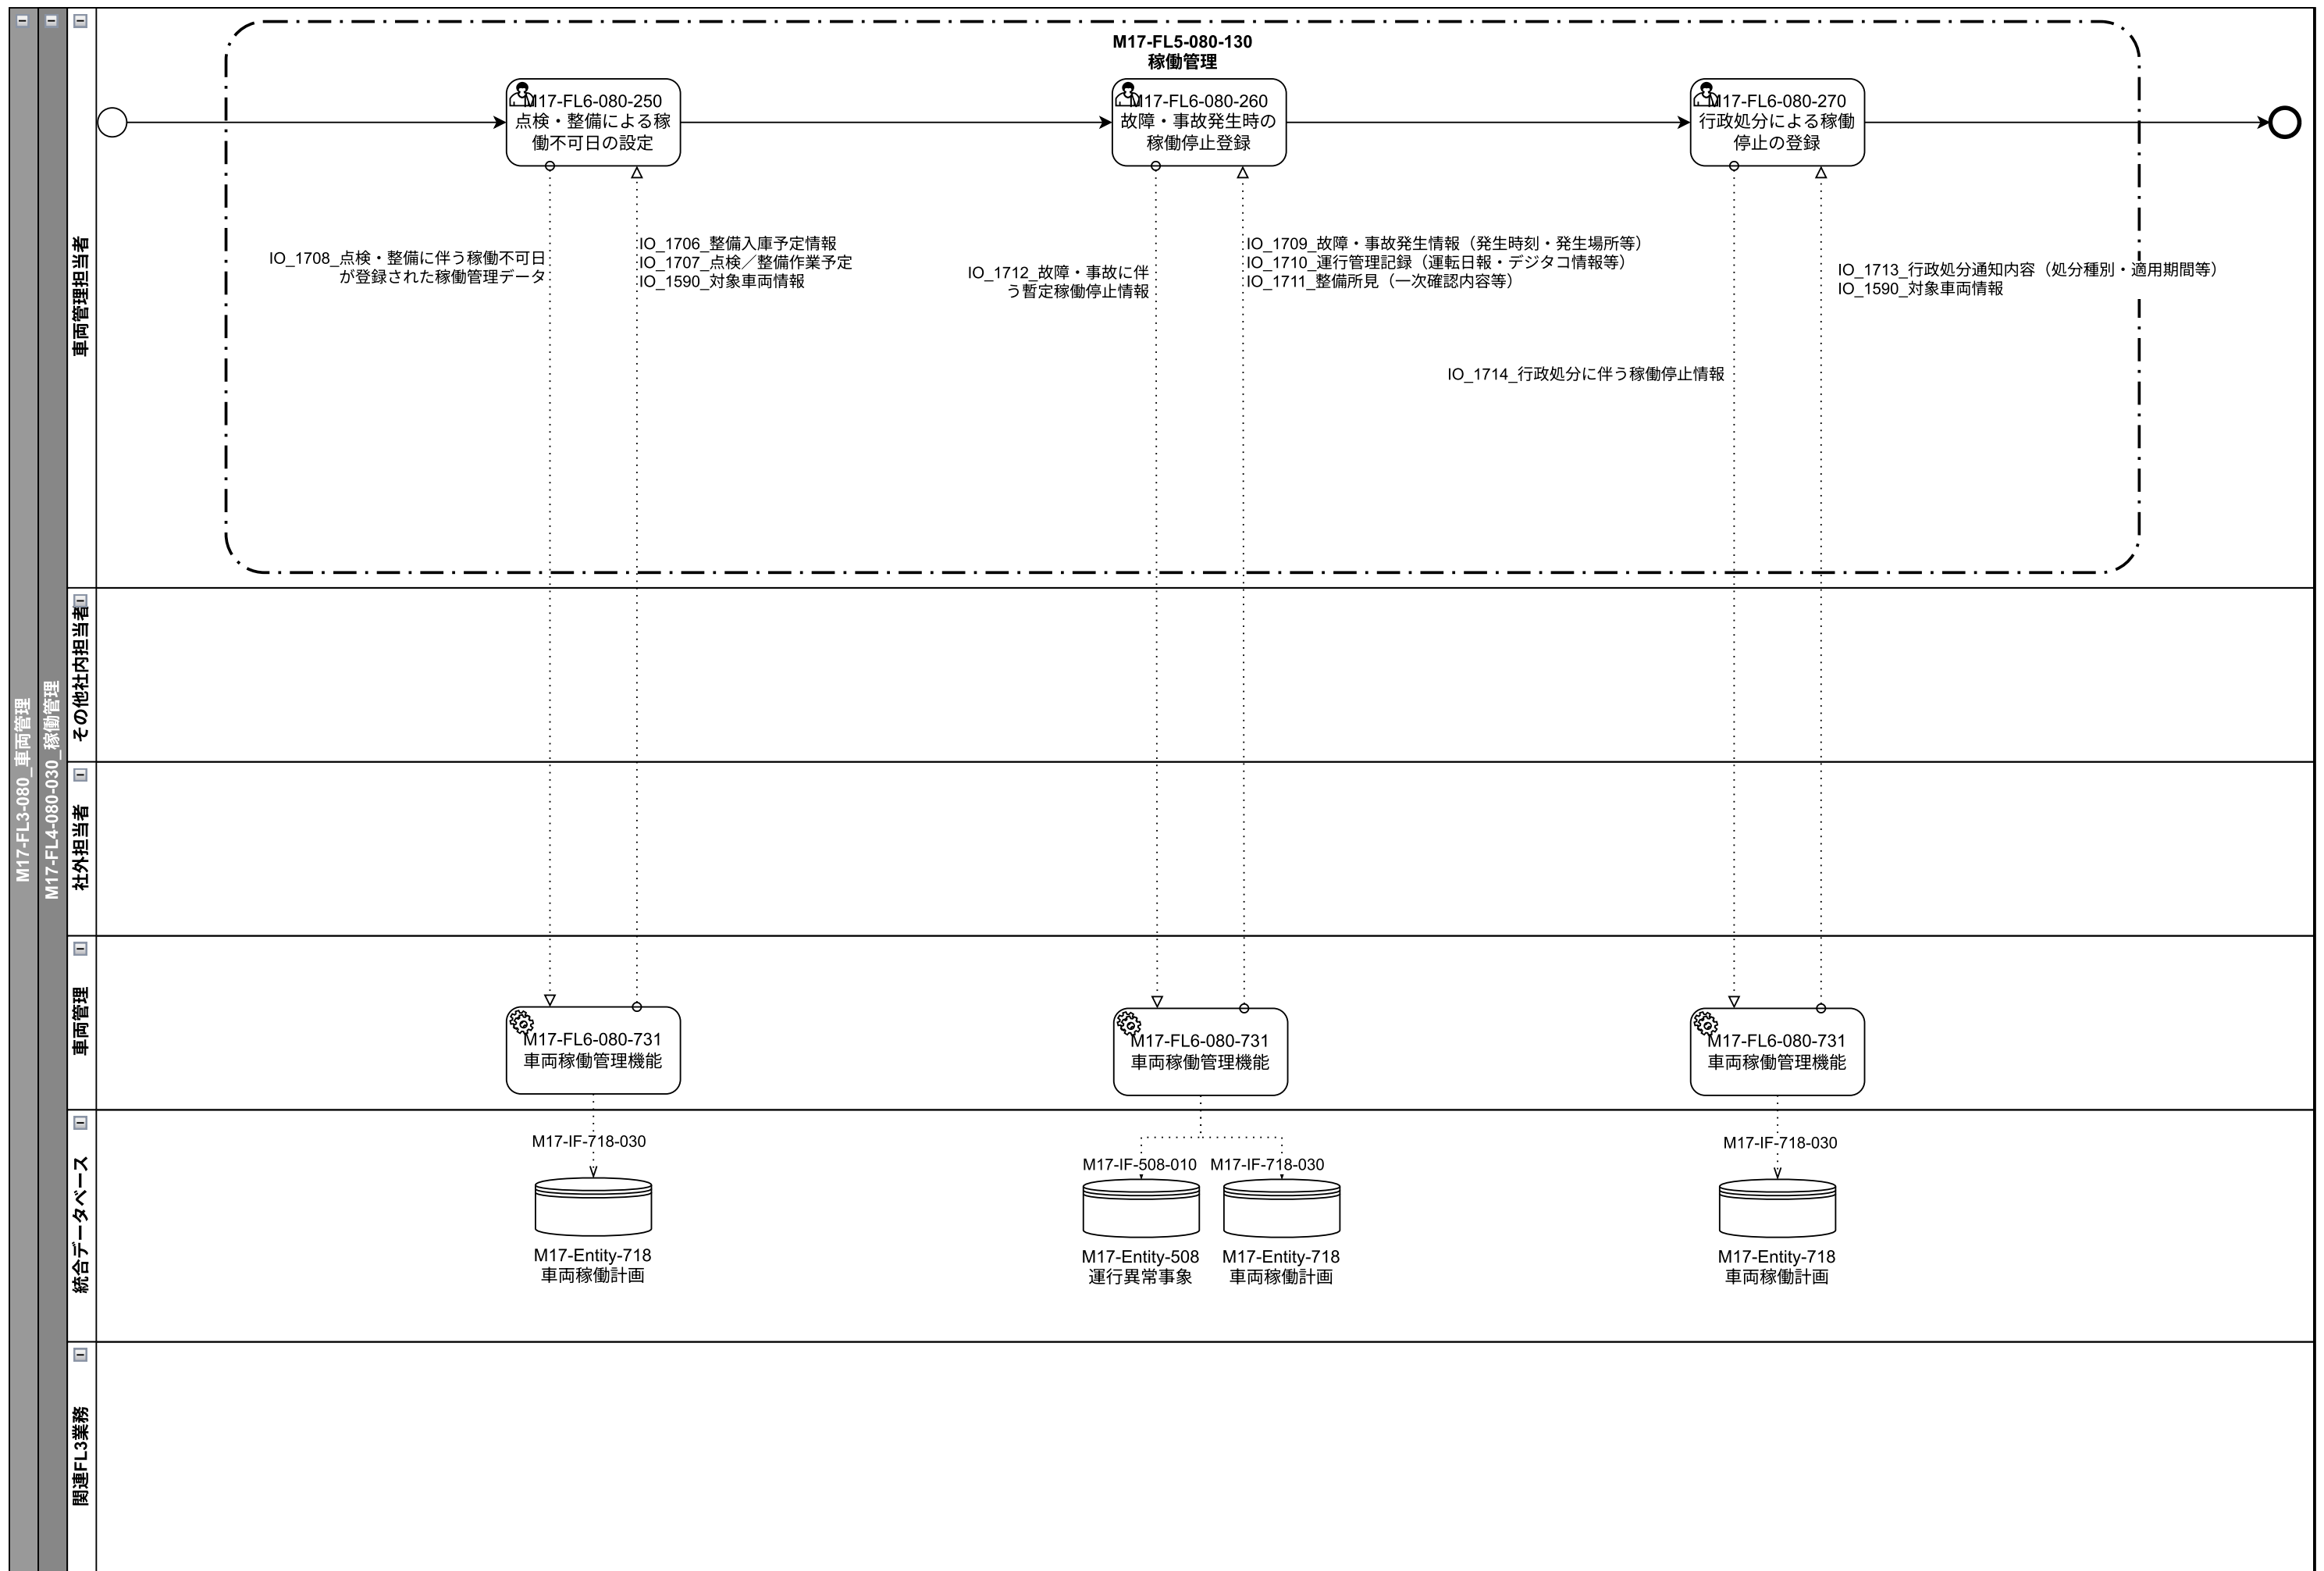 M17-FL3-080_車両管理
M17-FL4-080-030_稼働管理
車両管理担当者
M17-FL5-080-130
稼働管理
M17-FL6-080-250
点検・整備による稼
働不可日の設定
M17-FL6-080-260
故障・事故発生時の
稼働停止登録
M17-FL6-080-270
行政処分による稼働
停止の登録
IO_1708_点検・整備に伴う稼働不可日
が登録された稼働管理データ
IO_1706_整備入庫予定情報
IO_1707_点検／整備作業予定
IO_1590_対象車両情報
IO_1712_故障・事故に伴
う暫定稼働停止情報
IO_1709_故障・事故発生情報（発生時刻・発生場所等）
IO_1710_運行管理記録（運転日報・デジタコ情報等）
IO_1711_整備所見（一次確認内容等）
IO_1714_行政処分に伴う稼働停止情報
IO_1713_行政処分通知内容（処分種別・適用期間等）
IO_1590_対象車両情報
その他社内担当者
社外担当者
車両管理
M17-FL6-080-731
車両稼働管理機能
M17-FL6-080-731
車両稼働管理機能
M17-FL6-080-731
車両稼働管理機能
統合データベース
M17-IF-718-030
M17-Entity-718
車両稼働計画
M17-IF-508-010
M17-Entity-508
運行異常事象
M17-IF-718-030
M17-Entity-718
車両稼働計画
M17-IF-718-030
M17-Entity-718
車両稼働計画
関連FL3業務